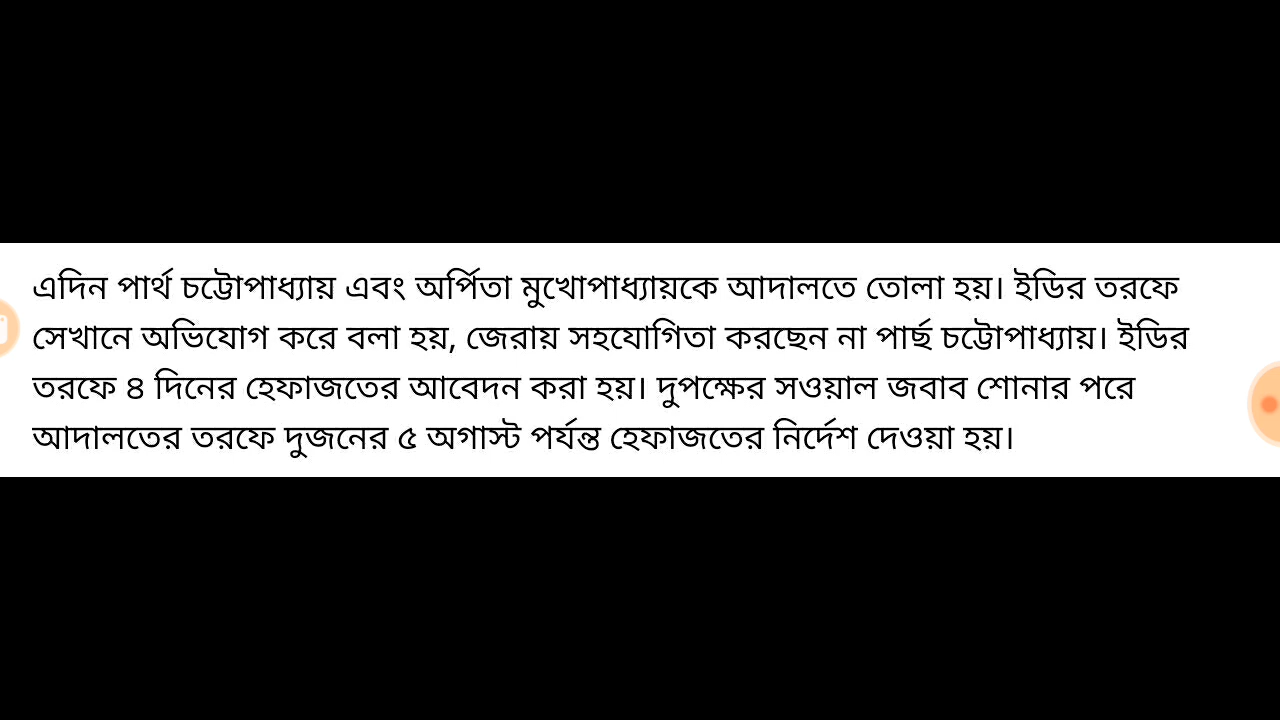 এদিন পার্থ চট্টোপাধ্যায় এবং অর্পিতা মুখোপাধ্যায়কে আদালতে তোলা হয়। ইডির তরফে
সেখানে অভিযোগ করে বলা হয়, জেরায় সহযোগিতা করছেন না পার্ছ চট্টোপাধ্যায়। ইডির
তরফে ৪ দিনের হেফাজতের আবেদন করা হয়। দুপক্ষের সওয়াল জবাব শোনার পরে
আদালতের তরফে দুজনের ৫ অগাস্ট পর্যন্ত হেফাজতের নির্দেশ দেওয়া হয়।